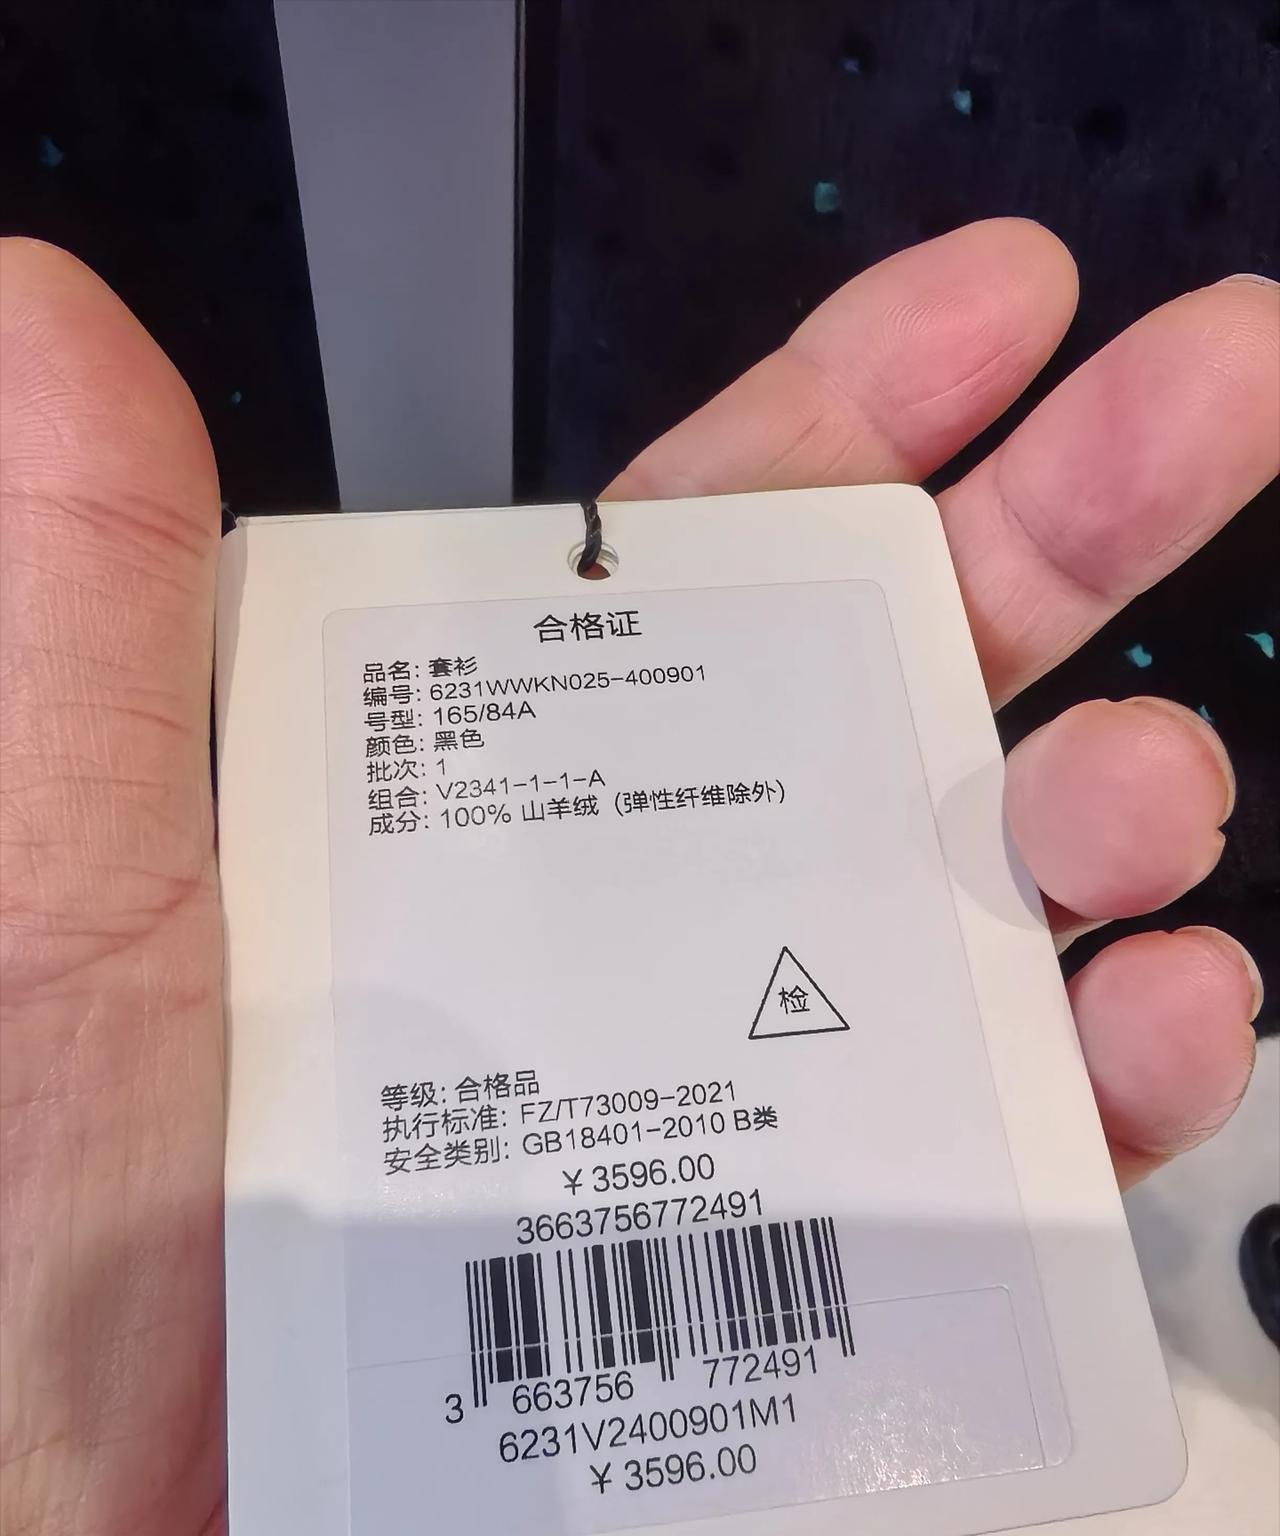 合格证
品名: 套衫
编号: 6231WWKN025-400901
号型: 165/84A
颜色: 黑色
批次: 1
组合: V2341-1-1-A
成分: 100% 山羊绒 (弹性纤维除外)
检
等级: 合格品
执行标准: FZ/T73009-2021
安全类别: GB18401-2010 B类
¥ 3596.00
3663756772491
3 663756 772491
6231V2400901M1
¥ 3596.00